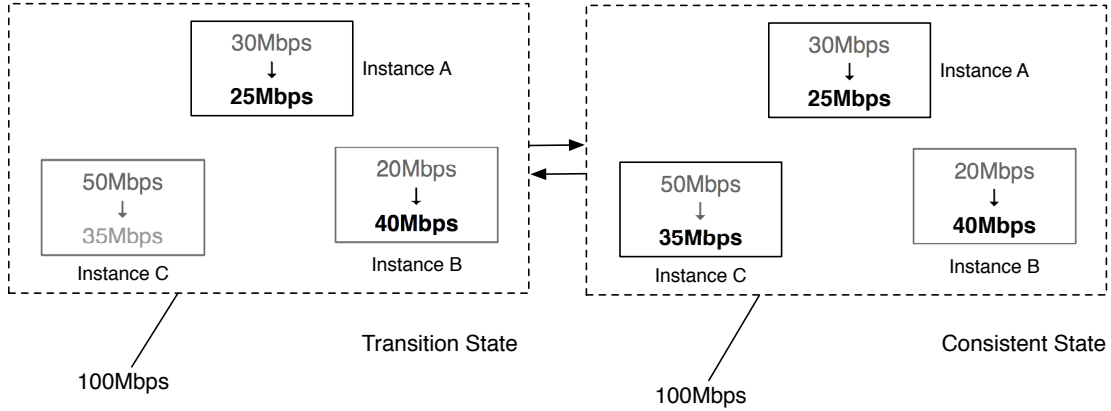 30Mbps
↓
25Mbps
Instance A
50Mbps
↓
35Mbps
Instance C
20Mbps
↓
40Mbps
Instance B
Transition State
100Mbps
30Mbps
↓
25Mbps
Instance A
50Mbps
↓
35Mbps
Instance C
20Mbps
↓
40Mbps
Instance B
Consistent State
100Mbps